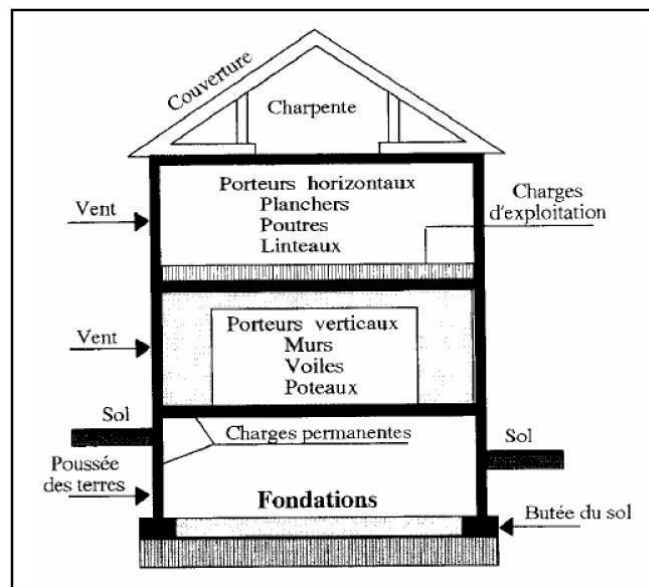 Couverture
Charpente
Porteurs horizontaux
Planchers
Poutres
Linteaux
Charges
d'exploitation
Vent
Vent
Porteurs verticaux
Murs
Voiles
Poteaux
Sol
Charges permanentes
Sol
Poussée
des terres
Fondations
Butée du sol